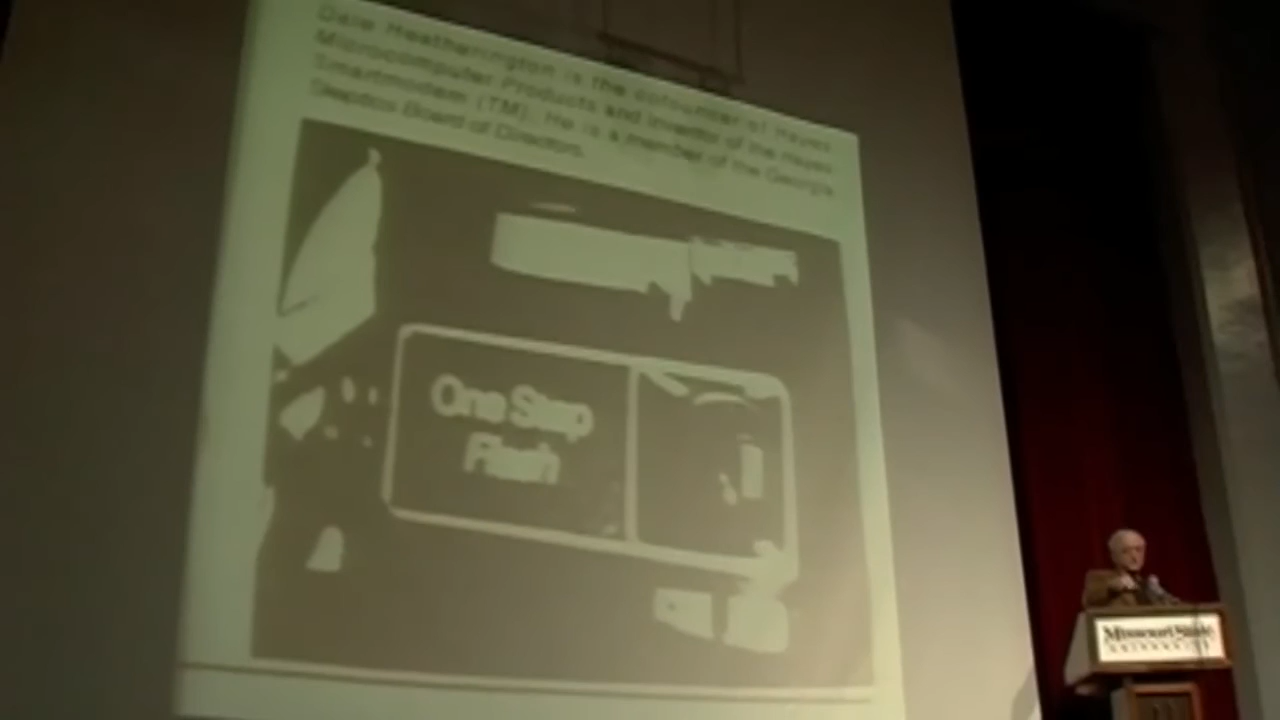 Dale Heatherington is the cofounder of Hayes
Microcomputer Products and inventor of the Hayes
Smartmodem (TM). He is a member of the Georgia
Skeptics Board of Directors.
One Step
Flash
Missouri State
UNIVERSITY